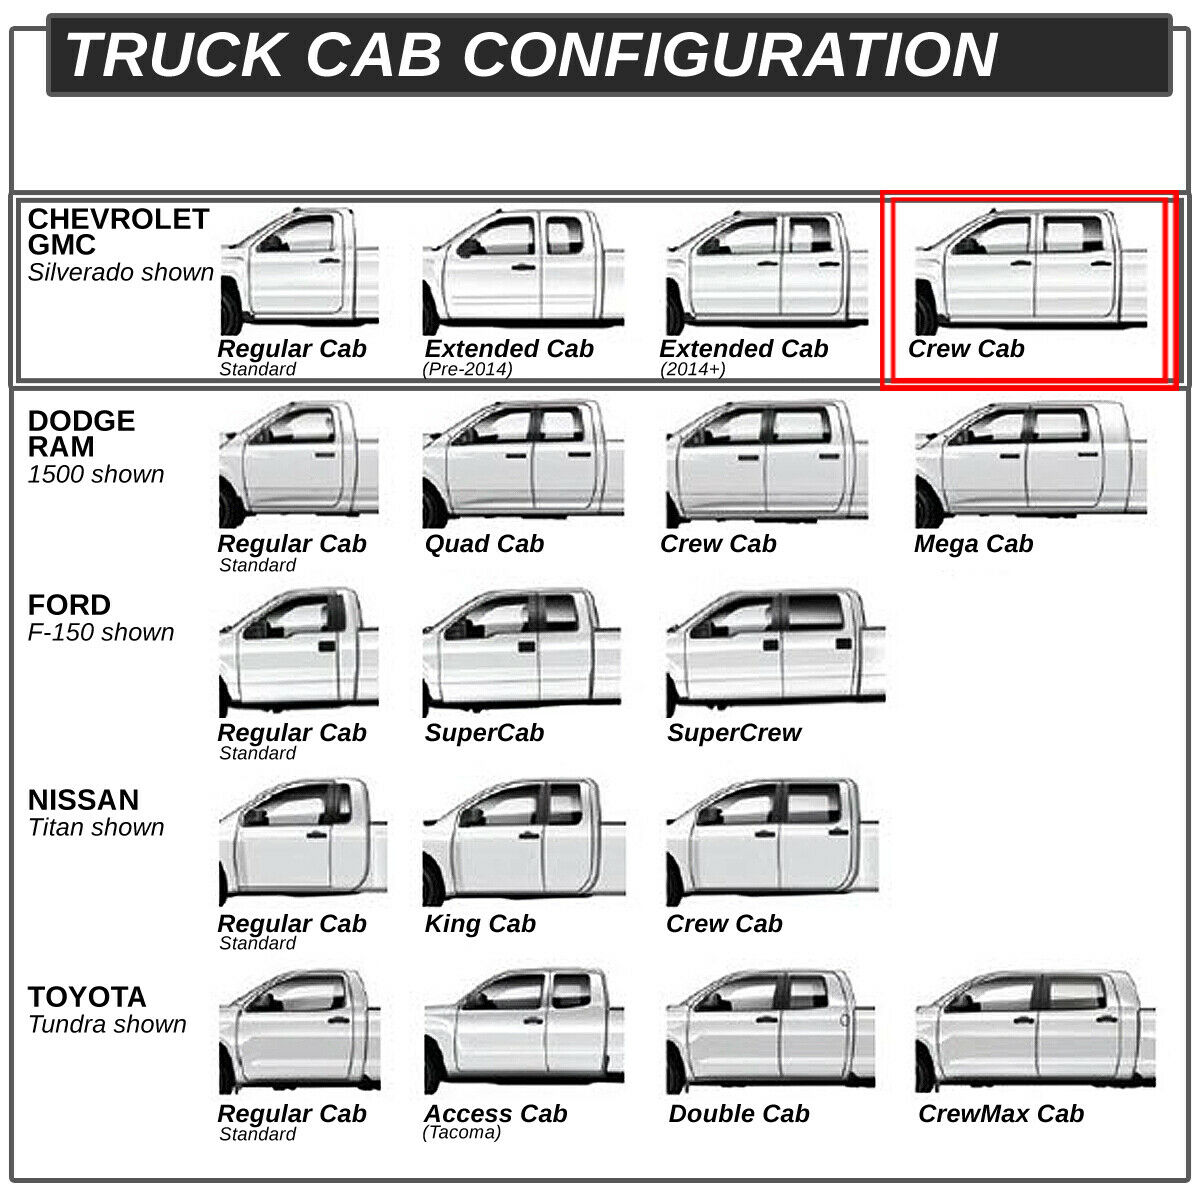 TRUCK CAB CONFIGURATION
CHEVROLET
GMC
Silverado shown
Regular Cab
Standard
Extended Cab
(Pre-2014)
Extended Cab
(2014+)
Crew Cab
DODGE
RAM
1500 shown
Regular Cab
Standard
Quad Cab
Crew Cab
Mega Cab
FORD
F-150 shown
Regular Cab
Standard
SuperCab
SuperCrew
NISSAN
Titan shown
Regular Cab
Standard
King Cab
Crew Cab
TOYOTA
Tundra shown
Regular Cab
Standard
Access Cab
(Tacoma)
Double Cab
CrewMax Cab